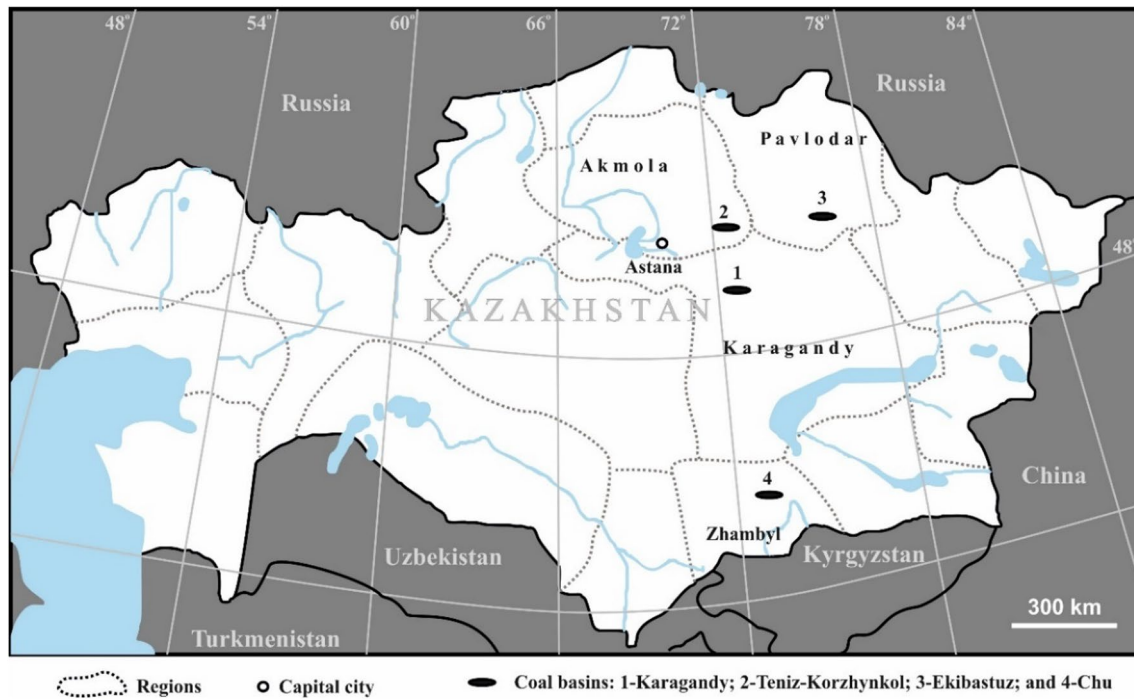 48°
54°
60°
66°
72°
78°
84°
Russia
Russia
Pavlodar
Akmola
2
3
48°
Astana
1
KAZAKHSTAN
Karagandy
4
China
Zhambyl
Uzbekistan
Kyrgyzstan
300 km
Turkmenistan
Regions
Capital city
Coal basins: 1-Karagandy; 2-Teniz-Korzhynkol; 3-Ekibastuz; and 4-Chu